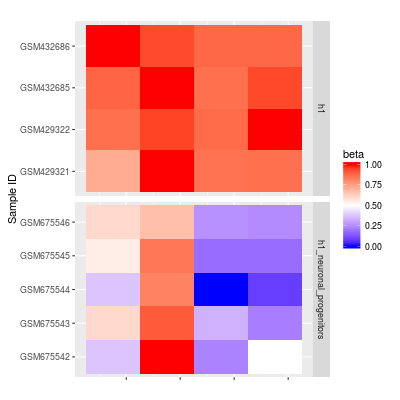 GSM432686
GSM432685
GSM429322
GSM429321
h1
GSM675546
GSM675545
GSM675544
GSM675543
GSM675542
h1_neuronal_progenitors
Sample ID
beta
1.00
0.75
0.50
0.25
0.00